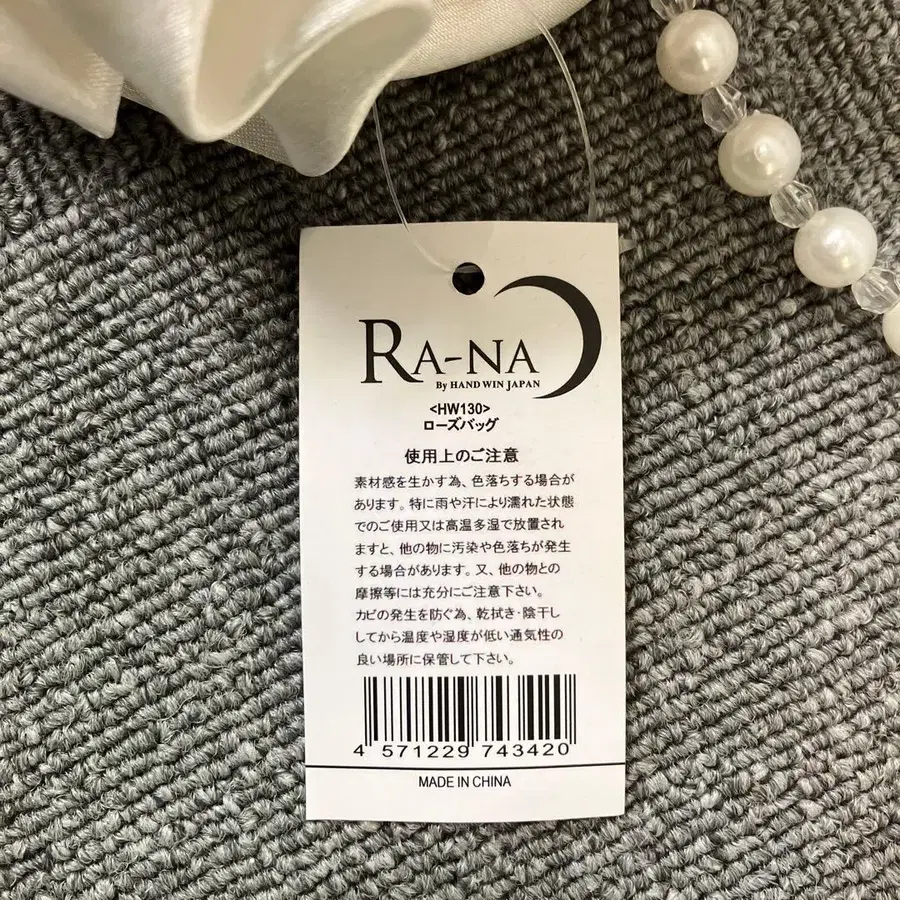 RA-NA
By HAND WIN JAPAN
<HW130>
ローズバッグ
使用上のご注意
素材感を生かす為、色落ちする場合が
あります。特に雨や汗により濡れた状態
でのご使用又は高温多湿で放置され
ますと、他の物に汚染や色落ちが発生
する場合があります。又、他の物との
摩擦等には充分にご注意下さい。
カビの発生を防ぐ為、乾拭き・陰干し
してから温度や湿度が低い通気性の
良い場所に保管して下さい。
4 571229 743420
MADE IN CHINA